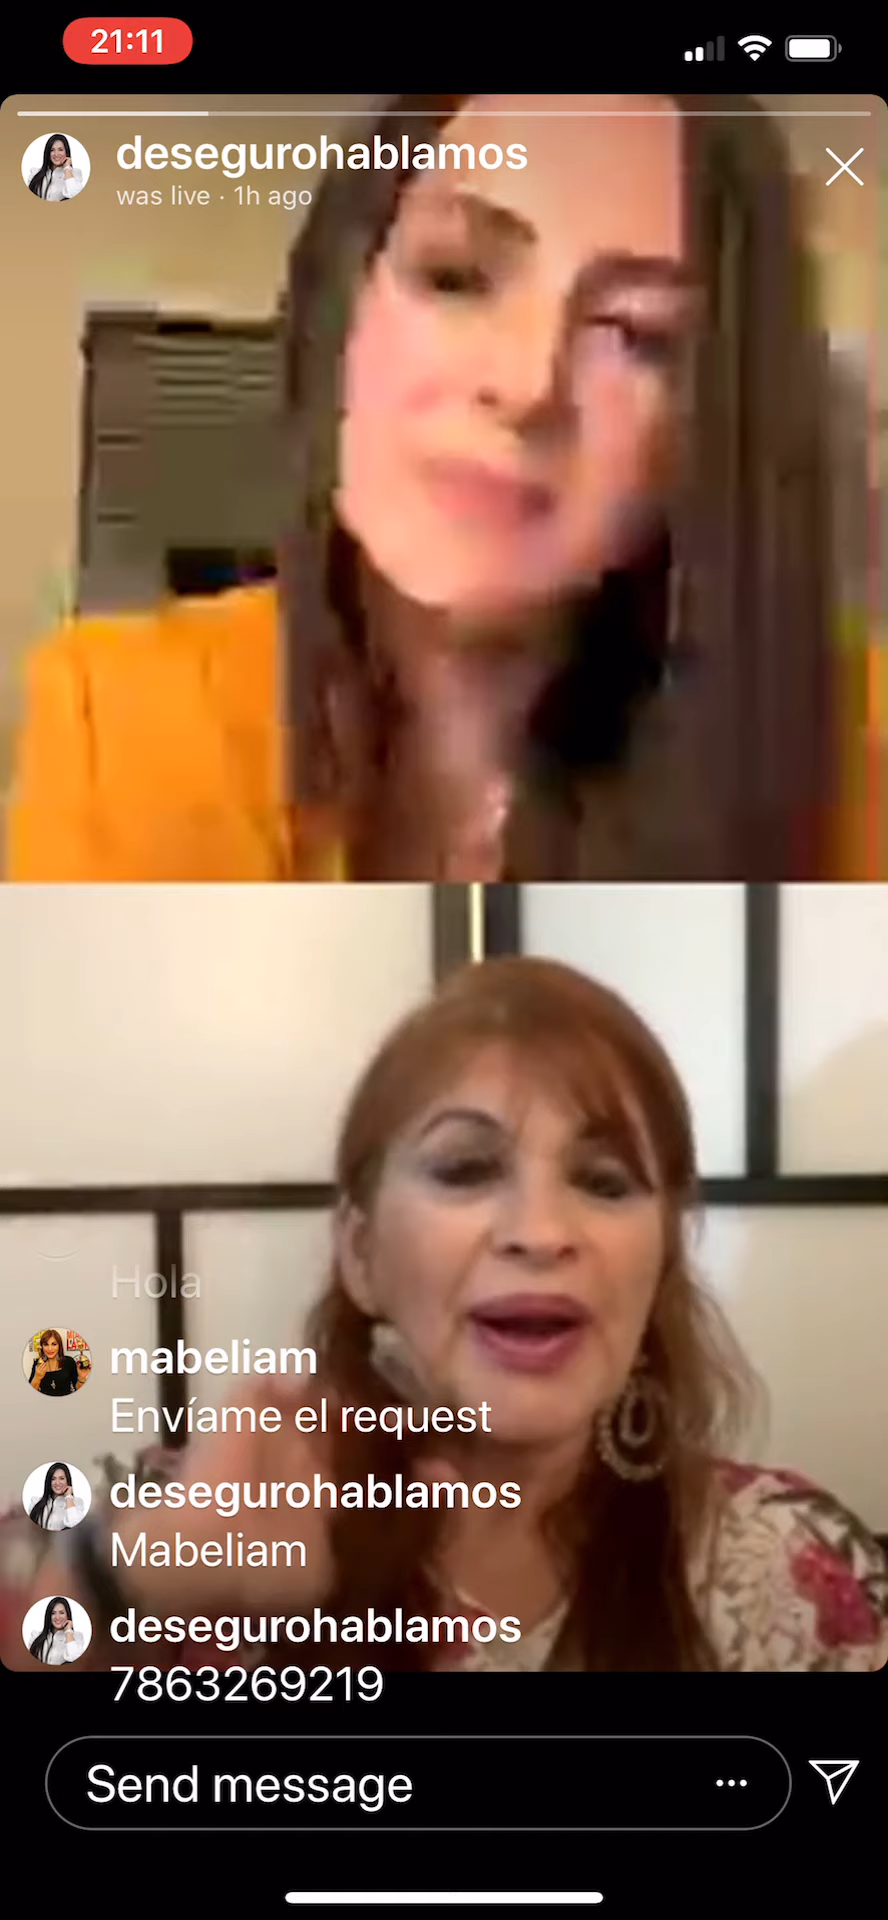 21:11
desegurohablamos
was live · 1h ago
Hola
mabeliam
Envíame el request
desegurohablamos
Mabeliam
desegurohablamos
7863269219
Send message